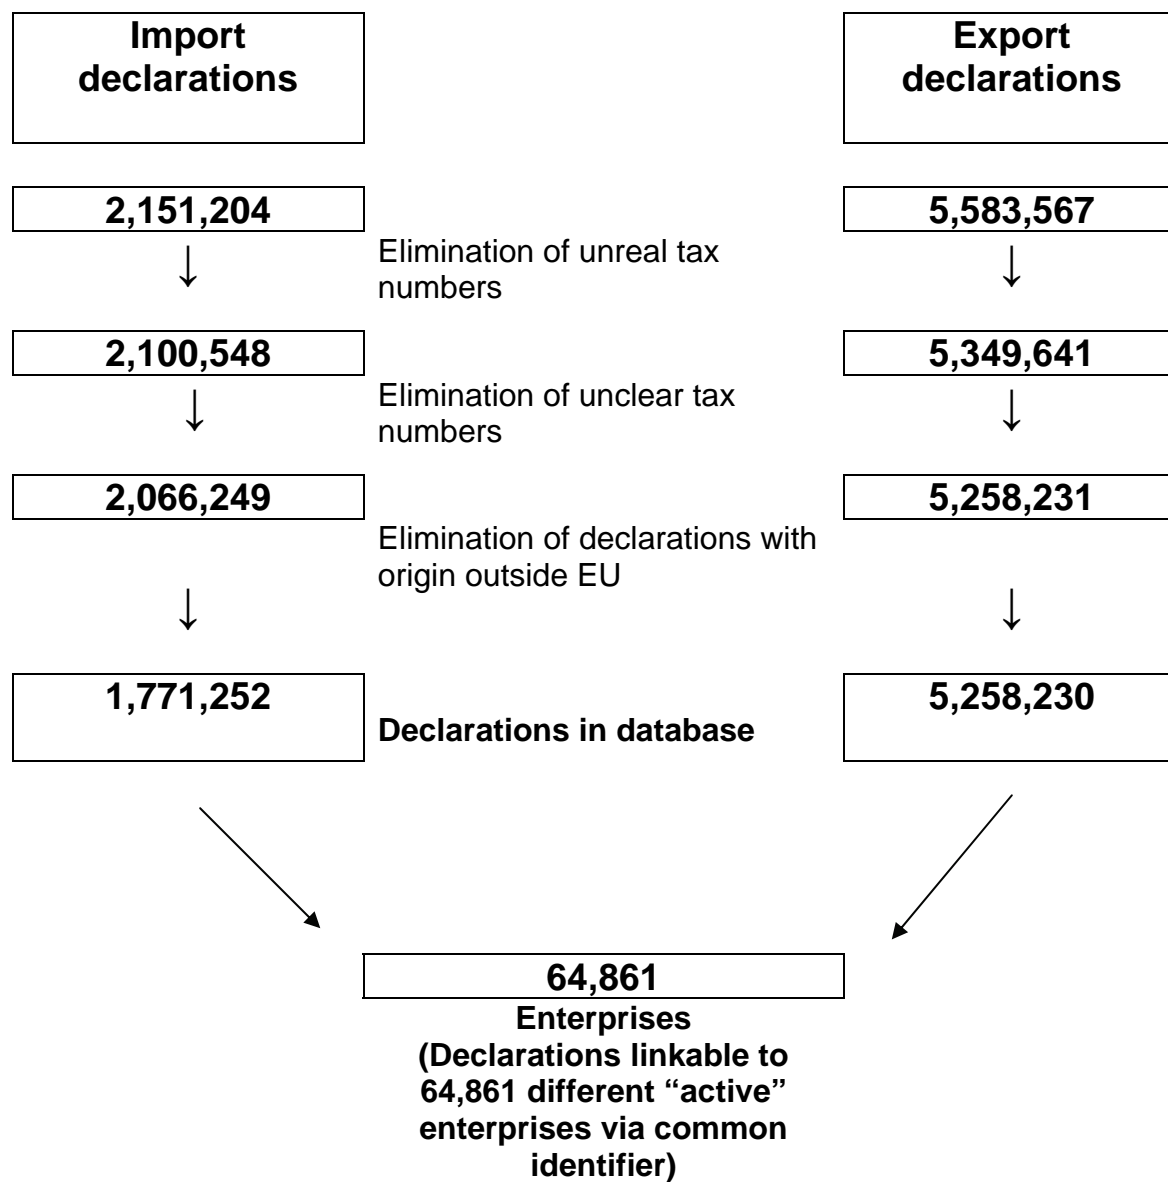 Import
declarations
Export
declarations
2,151,204
5,583,567
Elimination of unreal tax
numbers
2,100,548
5,349,641
Elimination of unclear tax
numbers
2,066,249
5,258,231
Elimination of declarations with
origin outside EU
1,771,252
5,258,230
Declarations in database
64,861
Enterprises
(Declarations linkable to
64,861 different “active”
enterprises via common
identifier)